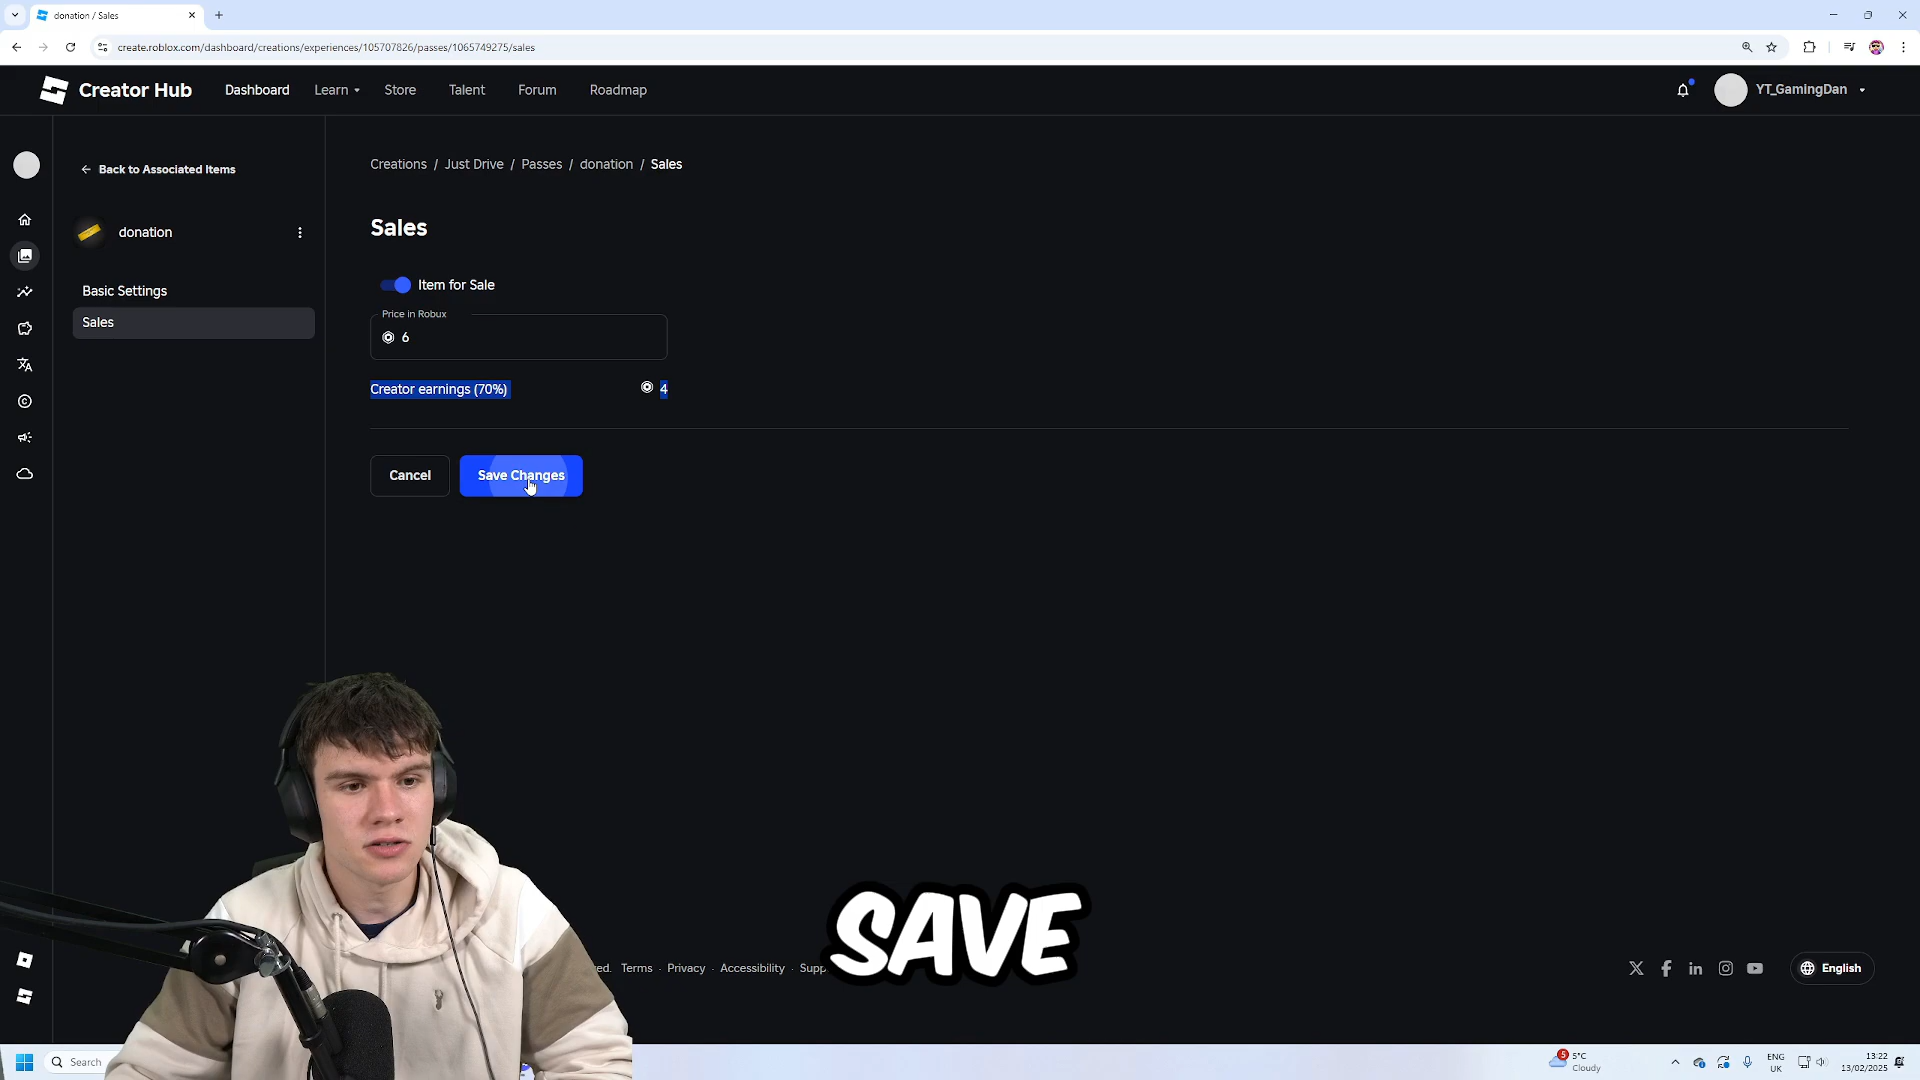 donation / Sales
create.roblox.com/dashboard/creations/experiences/105707826/passes/1065749275/sales
Creator Hub
Dashboard
Learn
Store
Talent
Forum
Roadmap
YT_GamingDan
Back to Associated Items
donation
Basic Settings
Sales
Creations / Just Drive / Passes / donation / Sales
Sales
Item for Sale
Price in Robux
6
Creator earnings (70%)
4
Cancel
Save Changes
SAVE
Terms · Privacy · Accessibility · Supp
English
Search
5
5°C
Cloudy
ENG
UK
13:22
13/02/2025